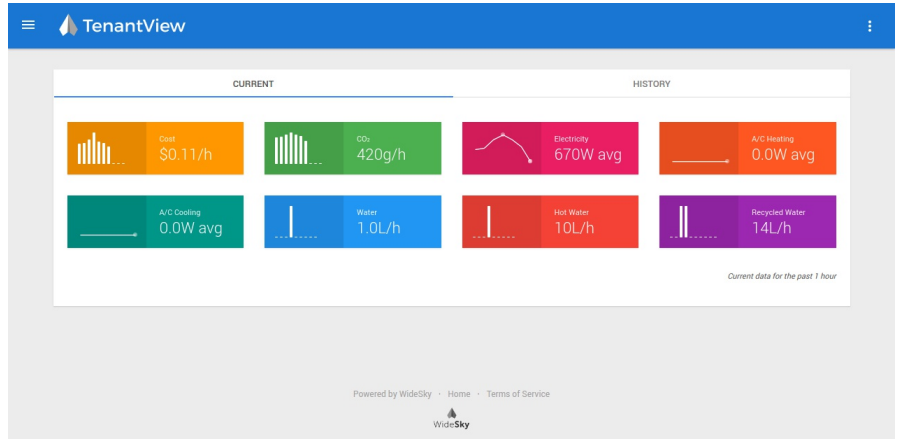 TenantView
CURRENT
HISTORY
Cost
$0.11/h
CO₂
420g/h
Electricity
670W avg
A/C Heating
0.0W avg
A/C Cooling
0.0W avg
Water
1.0L/h
Hot Water
10L/h
Recycled Water
14L/h
Current data for the past 1 hour
Powered by WideSky · Home · Terms of Service
WideSky